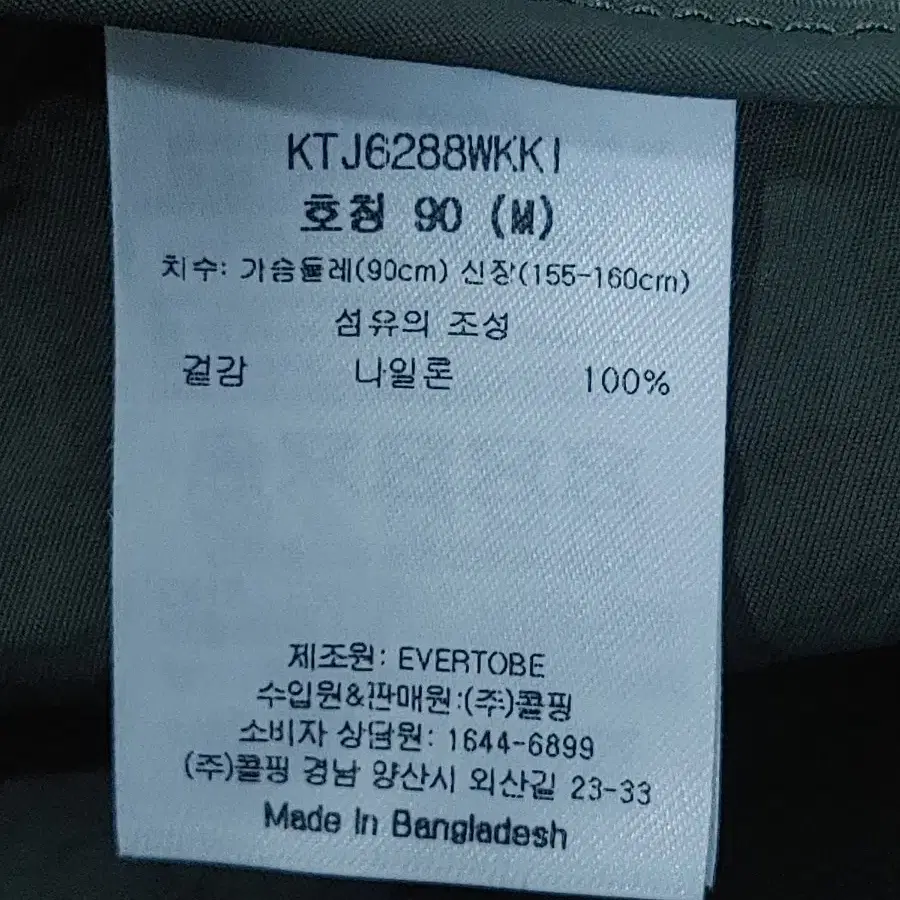 KTJ6288WKKI
호칭 90 (M)
치수: 가슴둘레(90cm) 신장(155-160cm)
섬유의 조성
겉감 나일론 100%
제조원: EVERTOBE
수입원&판매원:(주)콜핑
소비자 상담원: 1644-6899
(주)콜핑 경남 양산시 외산길 23-33
Made In Bangladesh